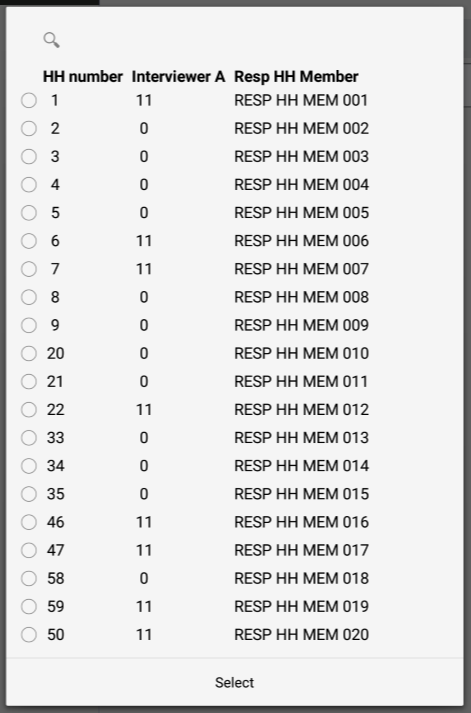 HH number Interviewer A Resp HH Member
1 11 RESP HH MEM 001
2 0 RESP HH MEM 002
3 0 RESP HH MEM 003
4 0 RESP HH MEM 004
5 0 RESP HH MEM 005
6 11 RESP HH MEM 006
7 11 RESP HH MEM 007
8 0 RESP HH MEM 008
9 0 RESP HH MEM 009
20 0 RESP HH MEM 010
21 0 RESP HH MEM 011
22 11 RESP HH MEM 012
33 0 RESP HH MEM 013
34 0 RESP HH MEM 014
35 0 RESP HH MEM 015
46 11 RESP HH MEM 016
47 11 RESP HH MEM 017
58 0 RESP HH MEM 018
59 11 RESP HH MEM 019
50 11 RESP HH MEM 020
Select